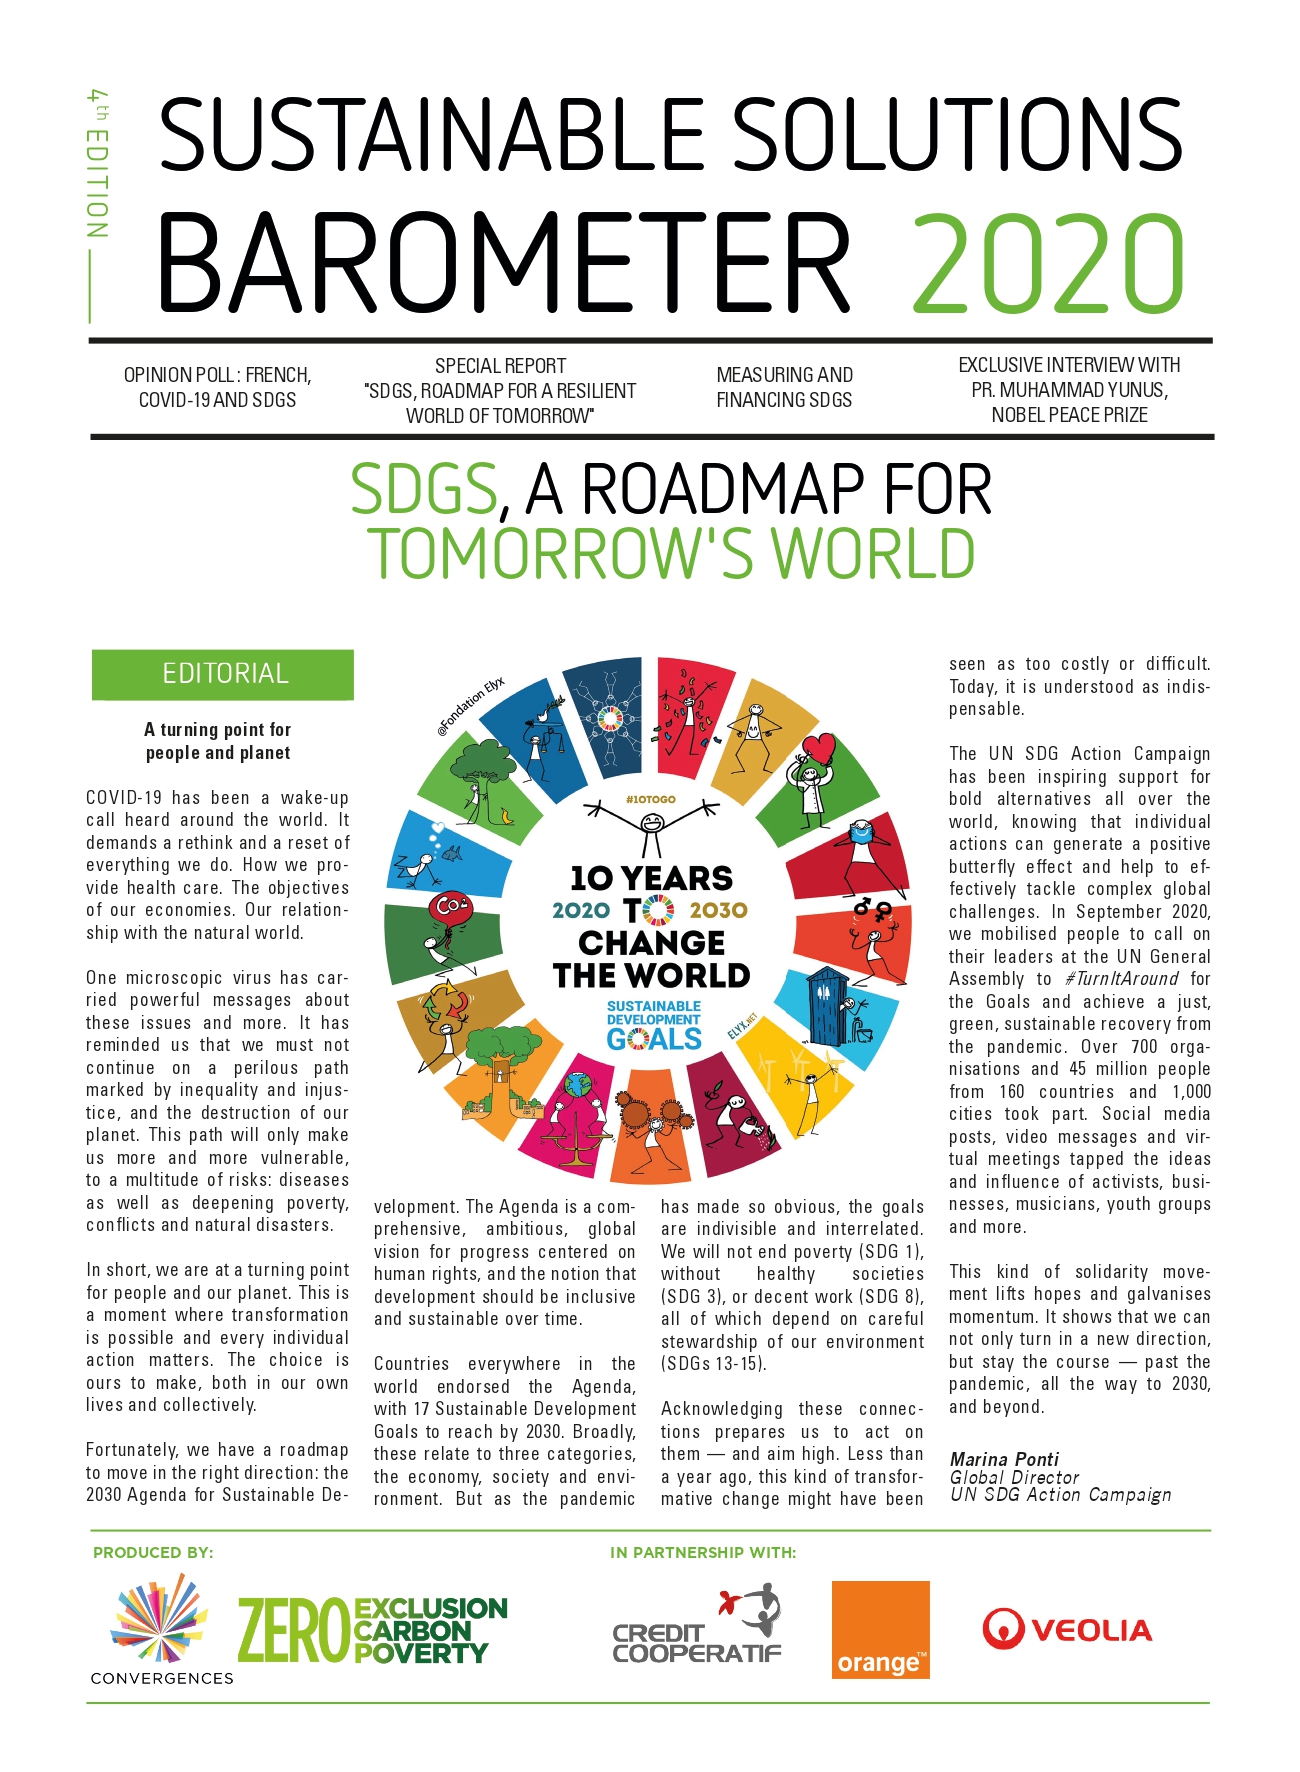 4th EDITION
SUSTAINABLE SOLUTIONS
BAROMETER 2020
OPINION POLL : FRENCH,
COVID-19 AND SDGS
SPECIAL REPORT
"SDGS, ROADMAP FOR A RESILIENT
WORLD OF TOMORROW"
MEASURING AND
FINANCING SDGS
EXCLUSIVE INTERVIEW WITH
PR. MUHAMMAD YUNUS,
NOBEL PEACE PRIZE
SDGS, A ROADMAP FOR
TOMORROW'S WORLD
EDITORIAL
A turning point for
people and planet
COVID-19 has been a wake-up
call heard around the world. It
demands a rethink and a reset of
everything we do. How we pro-
vide health care. The objectives
of our economies. Our relation-
ship with the natural world.
One microscopic virus has car-
ried powerful messages about
these issues and more. It has
reminded us that we must not
continue on a perilous path
marked by inequality and injus-
tice, and the destruction of our
planet. This path will only make
us more and more vulnerable,
to a multitude of risks: diseases
as well as deepening poverty,
conflicts and natural disasters.
In short, we are at a turning point
for people and our planet. This is
a moment where transformation
is possible and every individual
action matters. The choice is
ours to make, both in our own
lives and collectively.
Fortunately, we have a roadmap
to move in the right direction: the
2030 Agenda for Sustainable De-
@Fondation Elyx
#10TOGO
10 YEARS
2020 TO 2030
CHANGE
THE WORLD
SUSTAINABLE
DEVELOPMENT
GOALS
ELYX.NET
CO2
velopment. The Agenda is a com-
prehensive, ambitious, global
vision for progress centered on
human rights, and the notion that
development should be inclusive
and sustainable over time.
Countries everywhere in the
world endorsed the Agenda,
with 17 Sustainable Development
Goals to reach by 2030. Broadly,
these relate to three categories,
the economy, society and envi-
ronment. But as the pandemic
has made so obvious, the goals
are indivisible and interrelated.
We will not end poverty (SDG 1),
without healthy societies
(SDG 3), or decent work (SDG 8),
all of which depend on careful
stewardship of our environment
(SDGs 13-15).
Acknowledging these connec-
tions prepares us to act on
them — and aim high. Less than
a year ago, this kind of transfor-
mative change might have been
seen as too costly or difficult.
Today, it is understood as indis-
pensable.
The UN SDG Action Campaign
has been inspiring support for
bold alternatives all over the
world, knowing that individual
actions can generate a positive
butterfly effect and help to ef-
fectively tackle complex global
challenges. In September 2020,
we mobilised people to call on
their leaders at the UN General
Assembly to #TurnItAround for
the Goals and achieve a just,
green, sustainable recovery from
the pandemic. Over 700 orga-
nisations and 45 million people
from 160 countries and 1,000
cities took part. Social media
posts, video messages and vir-
tual meetings tapped the ideas
and influence of activists, busi-
nesses, musicians, youth groups
and more.
This kind of solidarity move-
ment lifts hopes and galvanises
momentum. It shows that we can
not only turn in a new direction,
but stay the course — past the
pandemic, all the way to 2030,
and beyond.
Marina Ponti
Global Director
UN SDG Action Campaign
PRODUCED BY:
CONVERGENCES
ZERO EXCLUSION
CARBON
POVERTY
IN PARTNERSHIP WITH:
CREDIT
COOPERATIF
orange™
VEOLIA